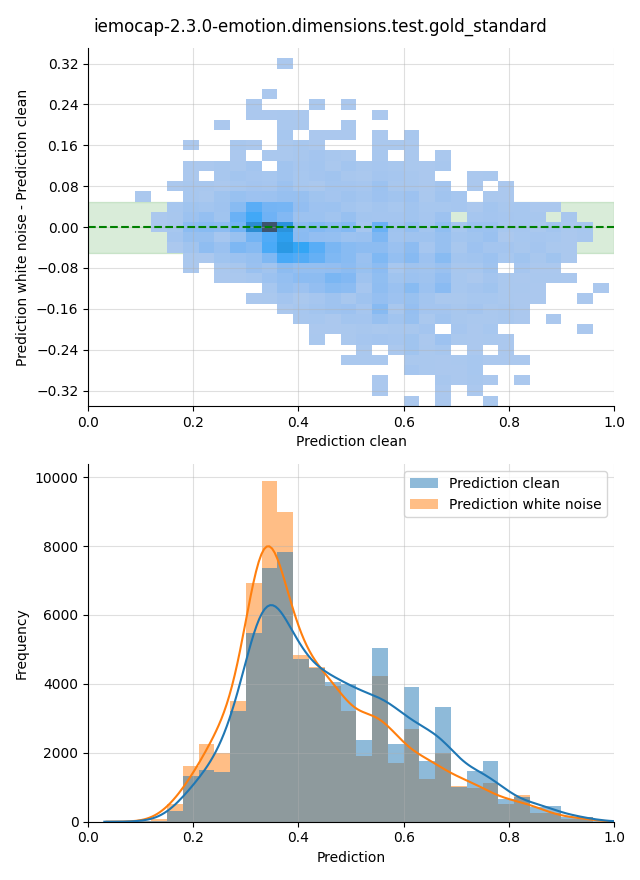 iemocap-2.3.0-emotion.dimensions.test.gold_standard
Prediction white noise - Prediction clean
0.32
0.24
0.16
0.08
0.00
−0.08
−0.16
−0.24
−0.32
0.0 0.2 0.4 0.6 0.8 1.0
Prediction clean
Frequency
10000
8000
6000
4000
2000
0
Prediction clean
Prediction white noise
0.0 0.2 0.4 0.6 0.8 1.0
Prediction